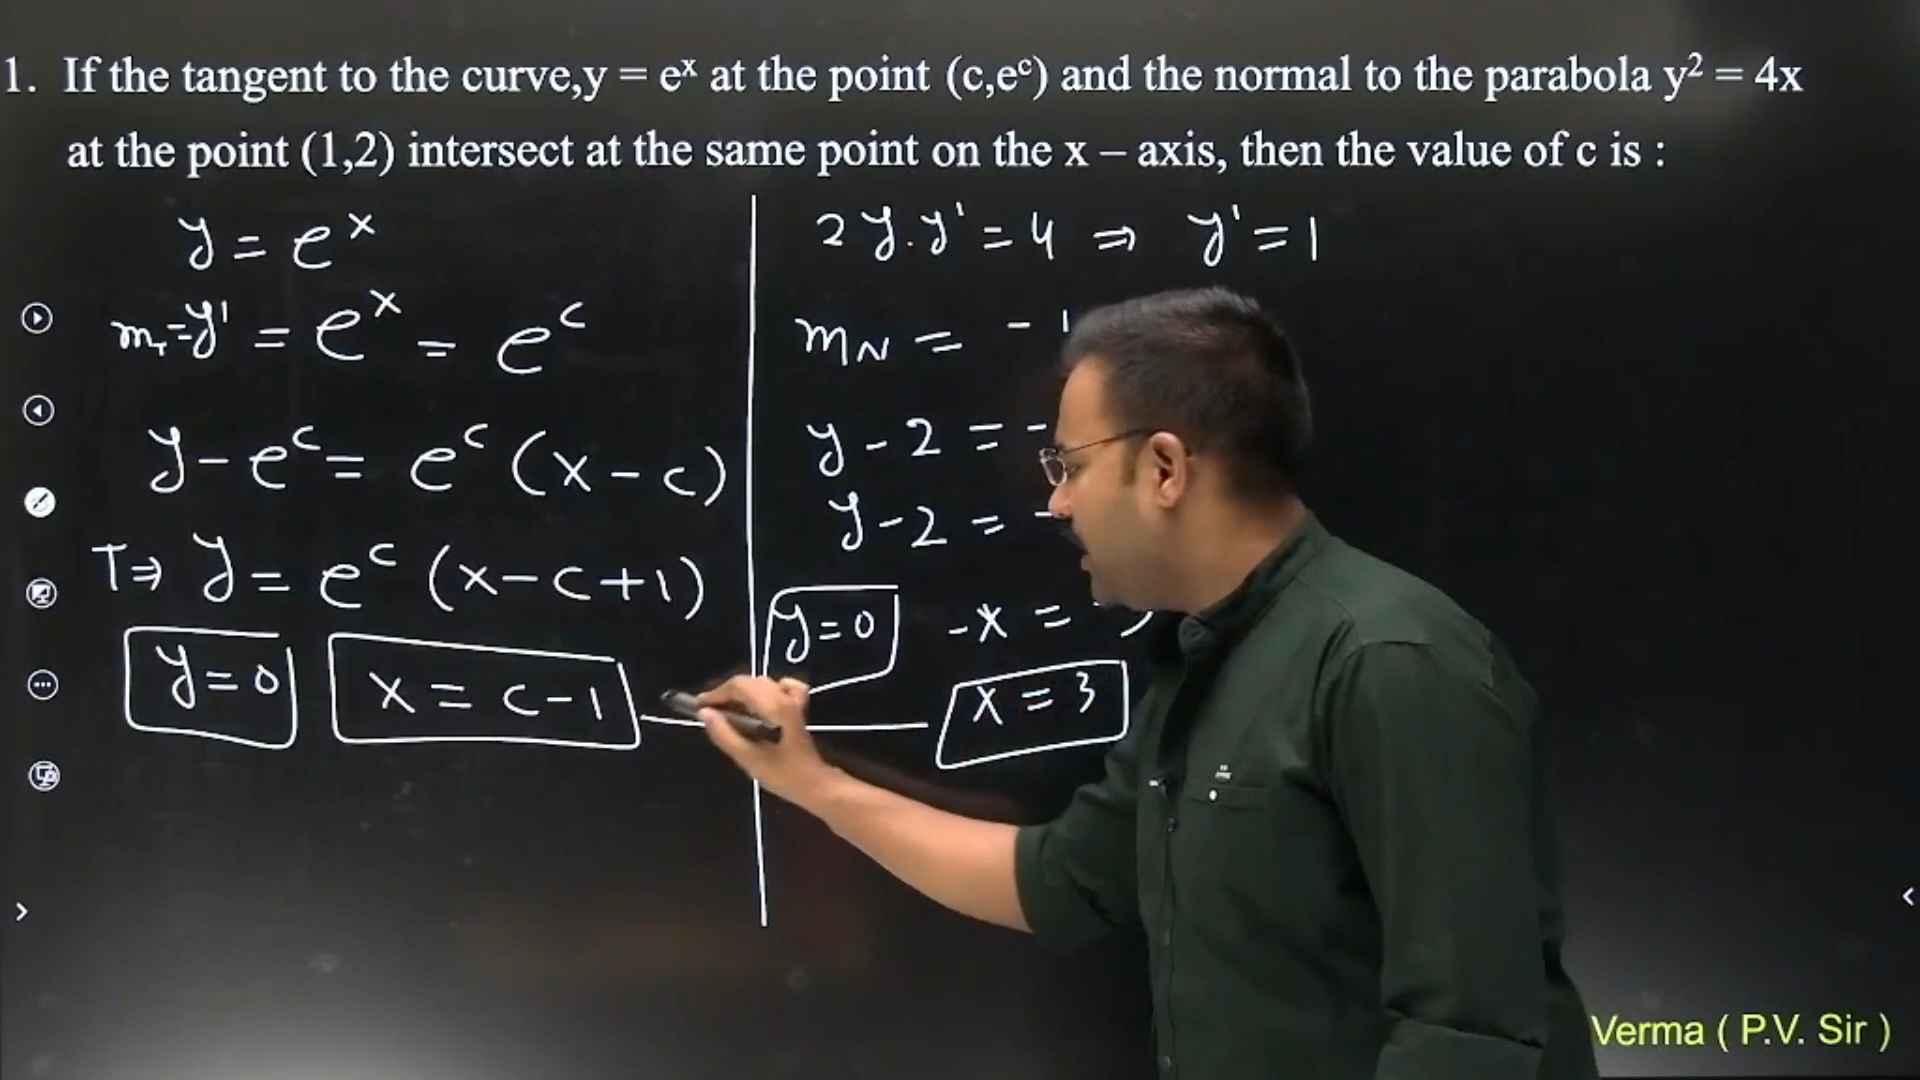 1. If the tangent to the curve,y = eˣ at the point (c,eᶜ) and the normal to the parabola y² = 4x
at the point (1,2) intersect at the same point on the x – axis, then the value of c is :
y = eˣ
m_T = y' = eˣ = eᶜ
y - eᶜ = eᶜ (x - c)
T ⇒ y = eᶜ (x - c + 1)
y = 0
x = c - 1
2y.y' = 4 ⇒ y' = 1
m_N = - 1
y - 2 = -
y - 2 = -
y = 0
- x = - 3
x = 3
Verma ( P.V. Sir )